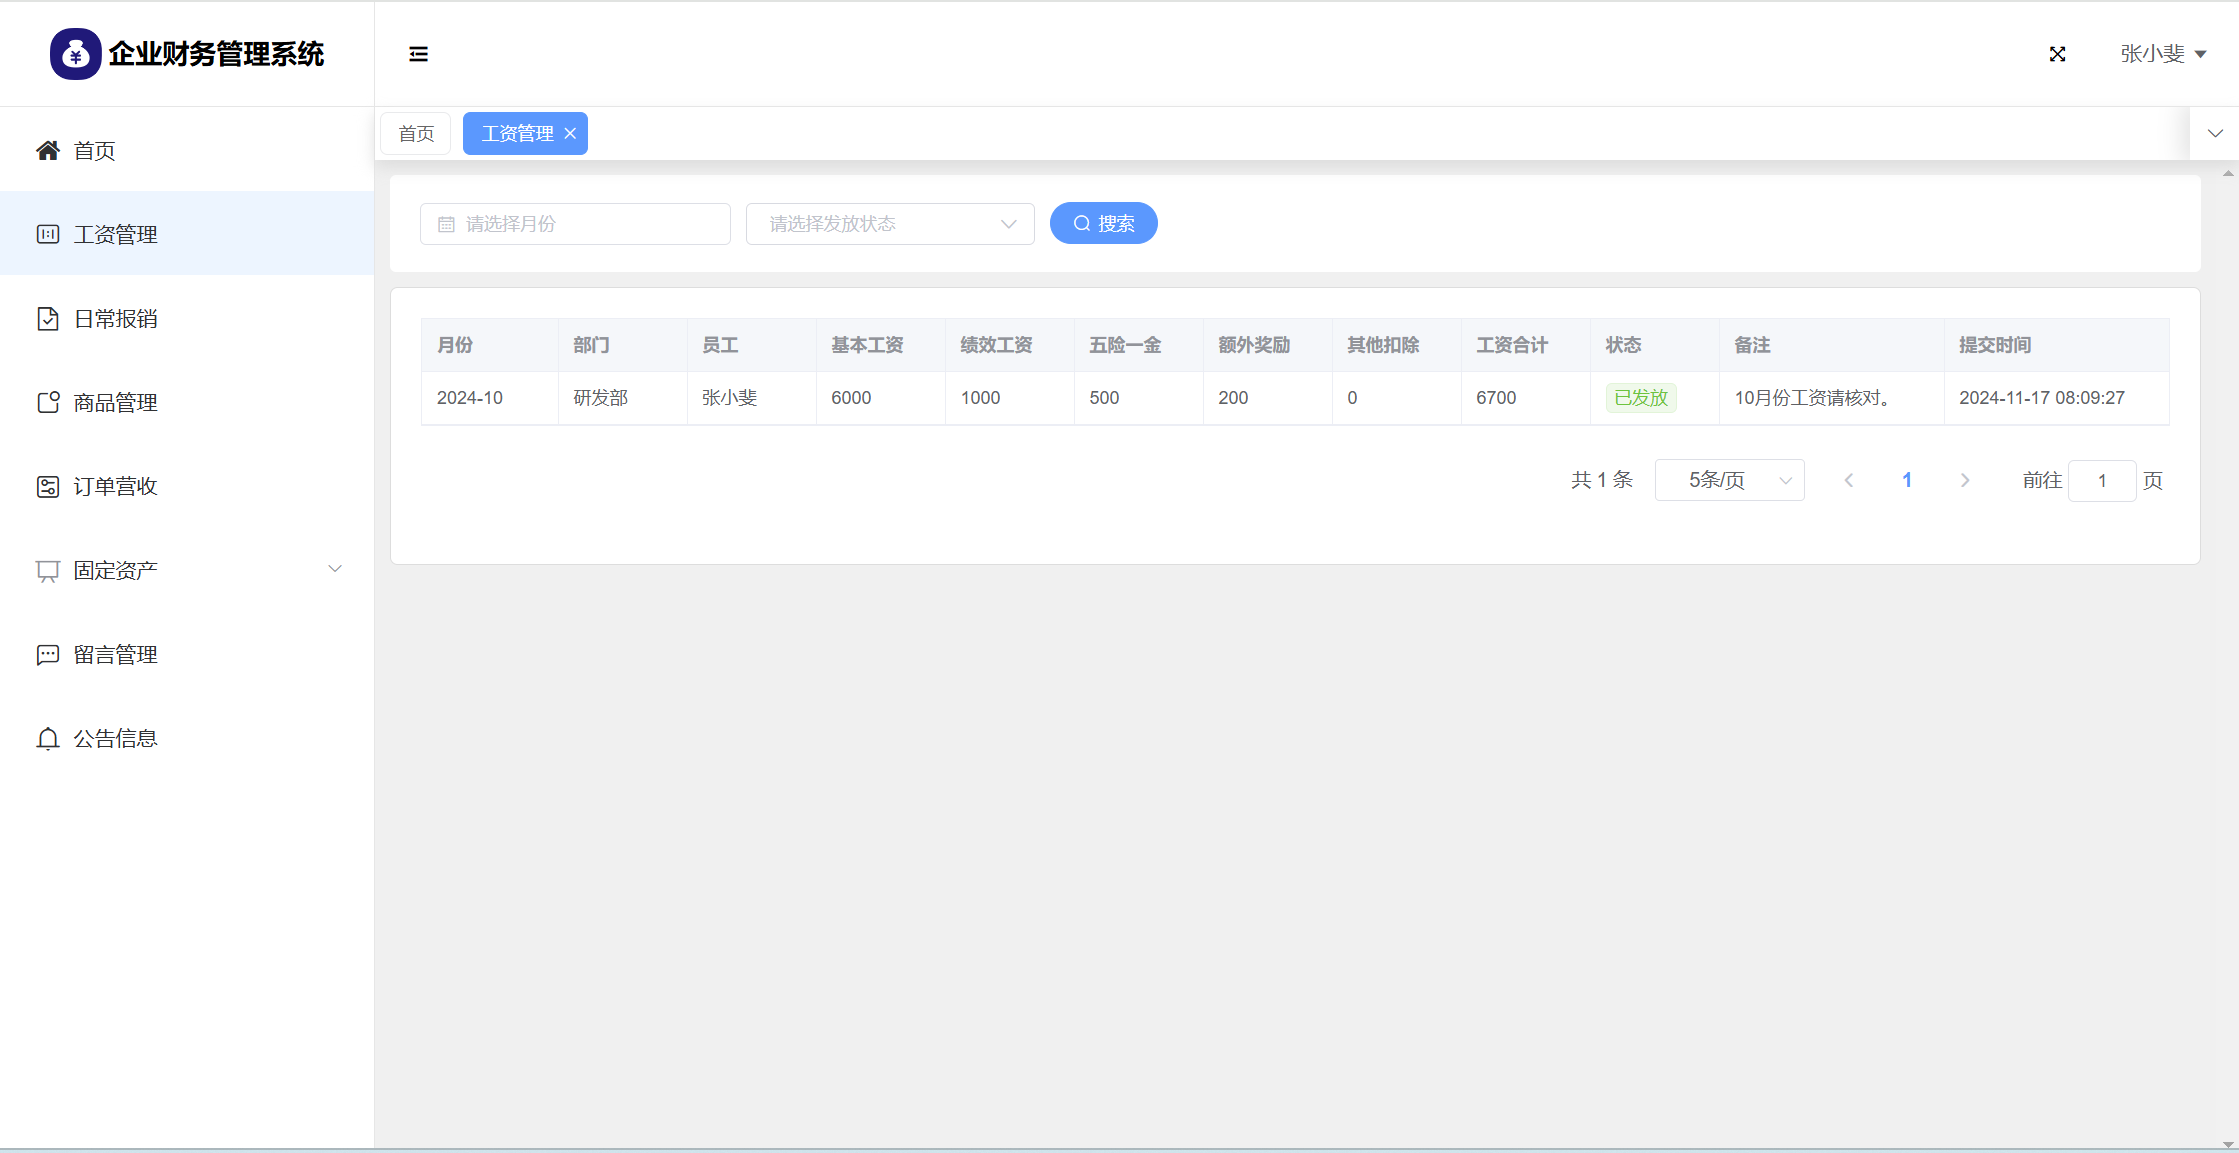 企业财务管理系统
张小斐
首页
工资管理
首页
工资管理
日常报销
商品管理
订单营收
固定资产
留言管理
公告信息
请选择月份
请选择发放状态
搜索
月份 部门 员工 基本工资 绩效工资 五险一金 额外奖励 其他扣除 工资合计 状态 备注 提交时间
2024-10 研发部 张小斐 6000 1000 500 200 0 6700 已发放 10月份工资请核对。 2024-11-17 08:09:27
共 1 条 5条/页 1 前往 1 页